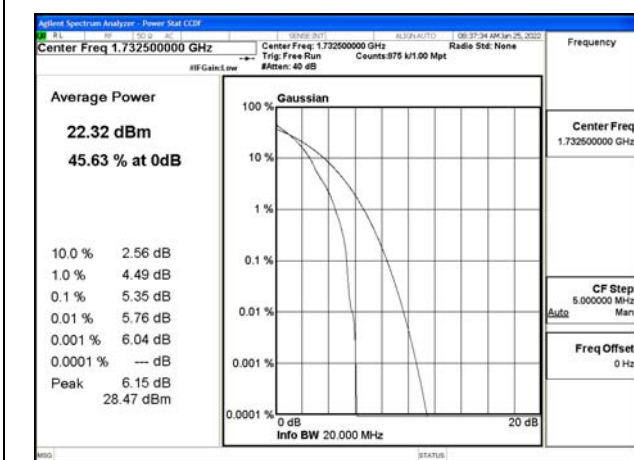 Agilent Spectrum Analyzer - Power Stat CCDF
RL RF 50 Ω AC SENSE:INT ALIGN AUTO 08:37:34 AM Jan 25, 2022
Center Freq 1.732500000 GHz
Center Freq: 1.732500000 GHz
Radio Std: None
Trig: Free Run Counts:875 k/1.00 Mpt
#IFGain:Low
#Atten: 40 dB
Frequency
Average Power
22.32 dBm
45.63 % at 0dB
10.0 % 2.56 dB
1.0 % 4.49 dB
0.1 % 5.35 dB
0.01 % 5.76 dB
0.001 % 6.04 dB
0.0001 % --- dB
Peak 6.15 dB
28.47 dBm
Gaussian
100 %
10 %
1 %
0.1 %
0.01 %
0.001 %
0.0001 %
0 dB
20 dB
Info BW 20.000 MHz
Center Freq
1.732500000 GHz
CF Step
5.000000 MHz
Auto Man
Freq Offset
0 Hz
MSG
STATUS